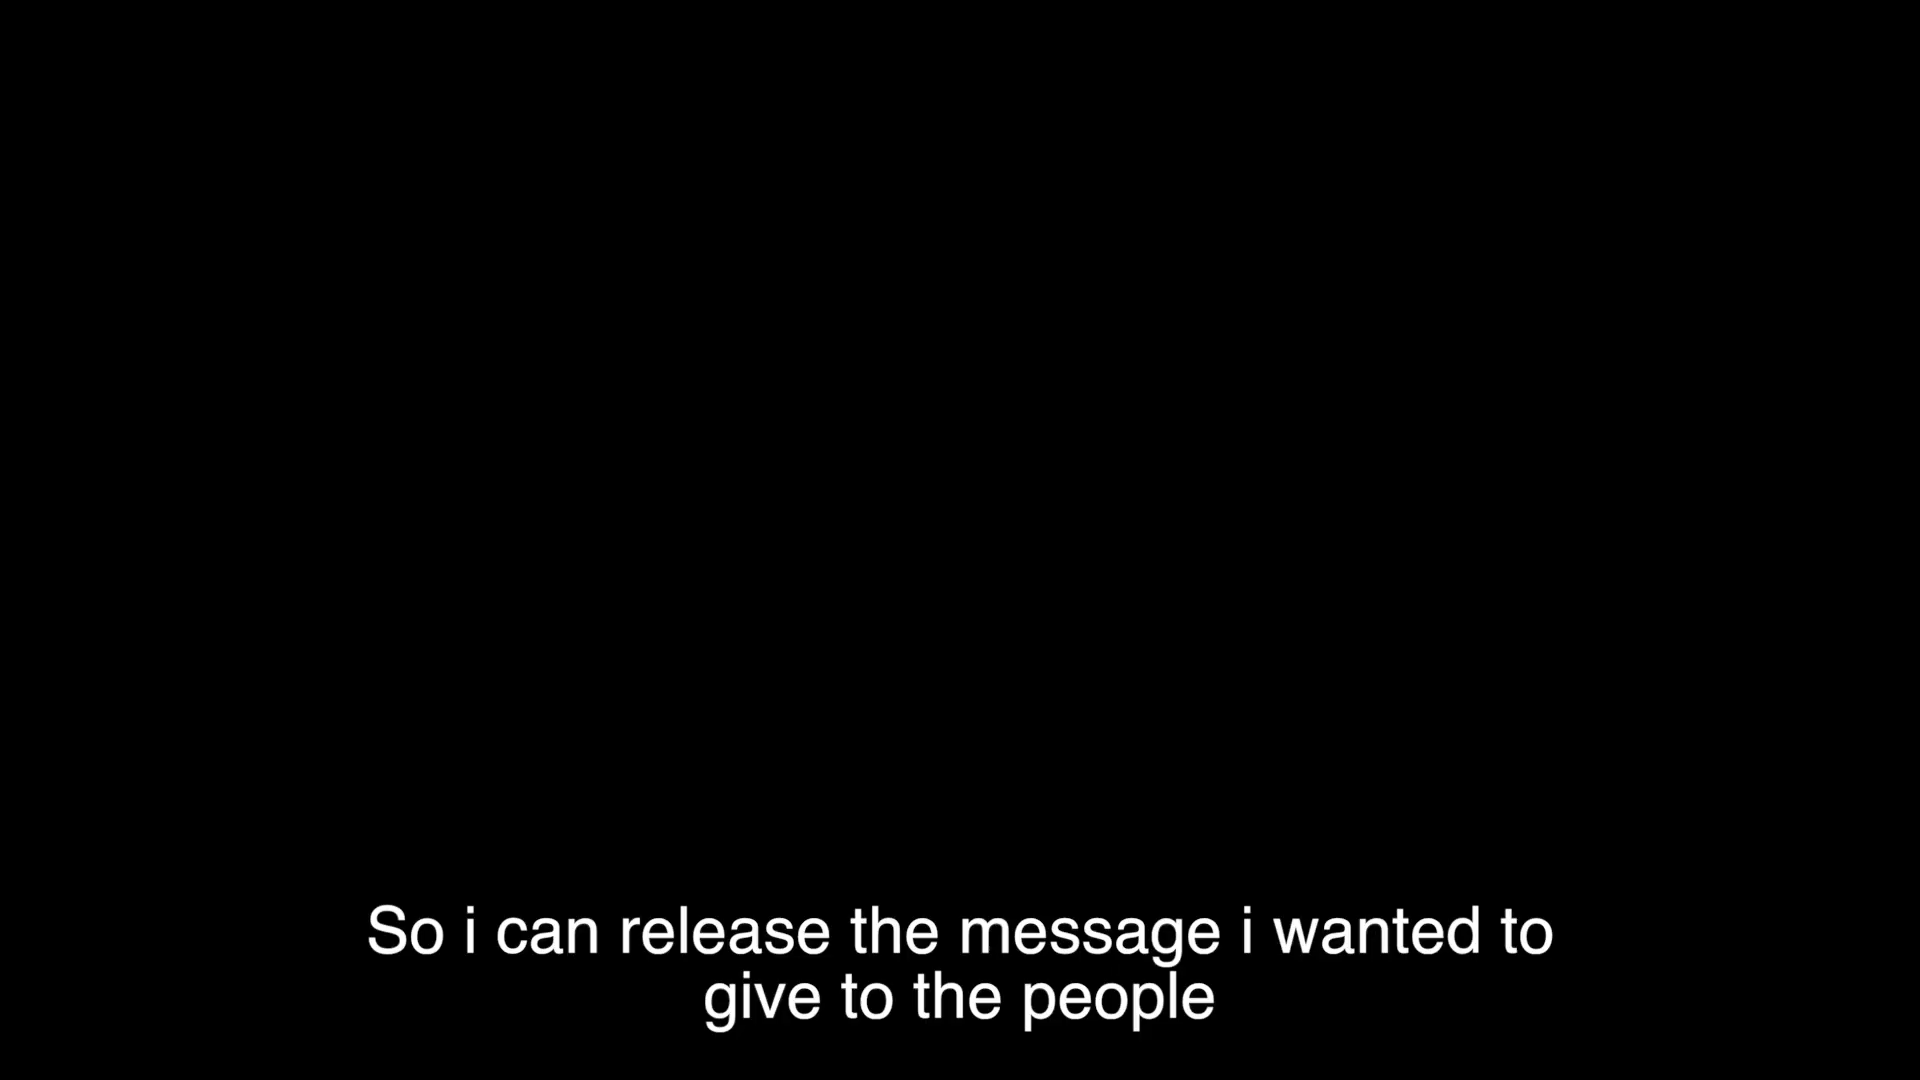 So i can release the message i wanted to
give to the people